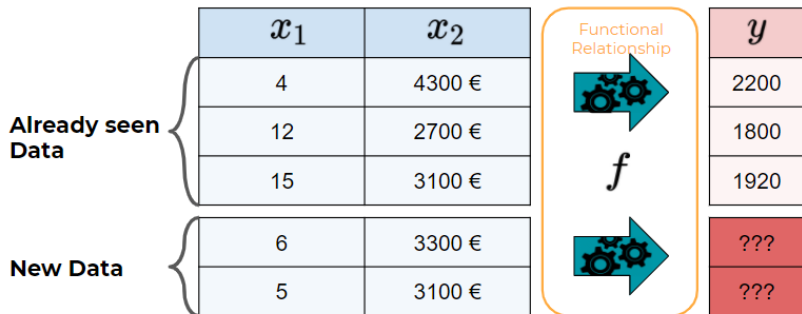 x₁ x₂ Functional Relationship y
Already seen Data
4 4300 € 2200
12 2700 € 1800
15 3100 € 1920
f
New Data
6 3300 € ???
5 3100 € ???